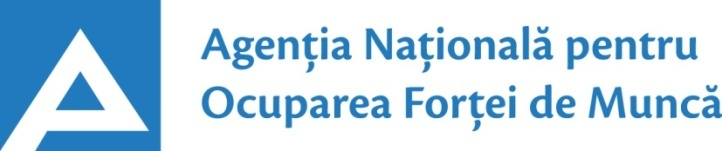 Agenția Națională pentru
Ocuparea Forței de Muncă